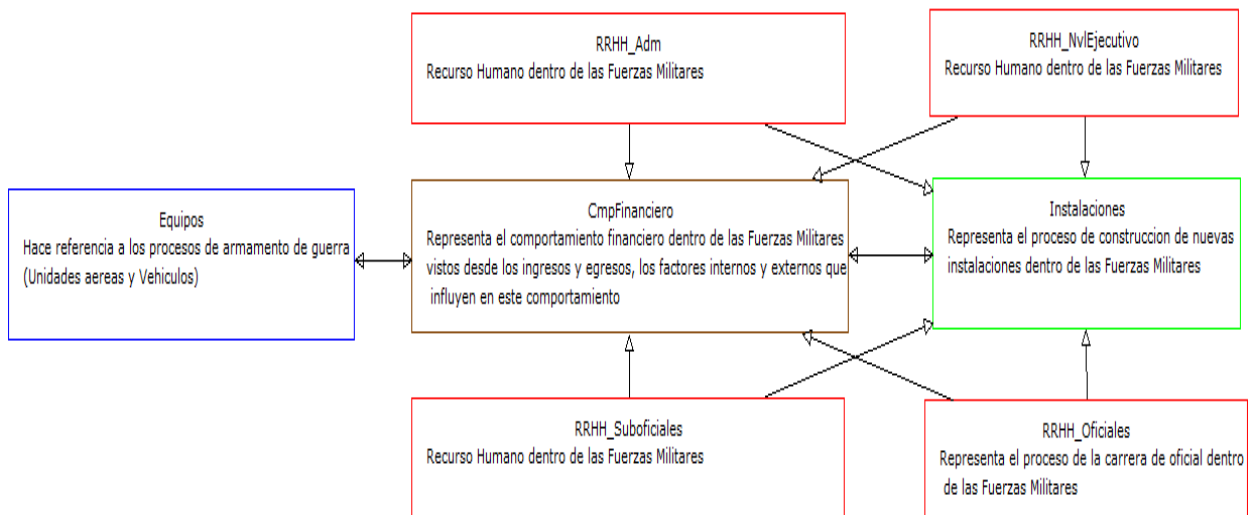 RRHH_Adm
Recurso Humano dentro de las Fuerzas Militares
RRHH_NvlEjecutivo
Recurso Humano dentro de las Fuerzas Militares
Equipos
Hace referencia a los procesos de armamento de guerra
(Unidades aereas y Vehiculos)
CmpFinanciero
Representa el comportamiento financiero dentro de las Fuerzas Militares
vistos desde los ingresos y egresos, los factores internos y externos que
influyen en este comportamiento
Instalaciones
Representa el proceso de construccion de nuevas
instalaciones dentro de las Fuerzas Militares
RRHH_Suboficiales
Recurso Humano dentro de las Fuerzas Militares
RRHH_Oficiales
Representa el proceso de la carrera de oficial dentro
de las Fuerzas Militares